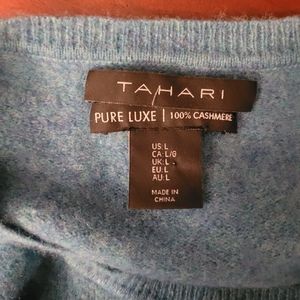 TAHARI
PURE LUXE | 100% CASHMERE
US:L
CA:L/G
UK:L
EU:L
AU:L
MADE IN
CHINA